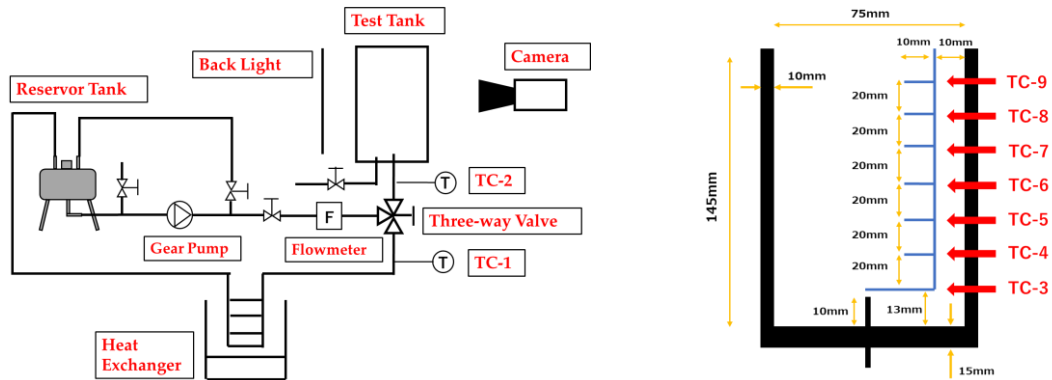 Test Tank
Back Light
Camera
Reservor Tank
T
TC-2
F
Three-way Valve
Gear Pump
Flowmeter
T
TC-1
Heat
Exchanger
75mm
10mm
10mm
10mm
TC-9
20mm
TC-8
20mm
TC-7
20mm
145mm
TC-6
20mm
TC-5
20mm
TC-4
20mm
TC-3
10mm
13mm
15mm